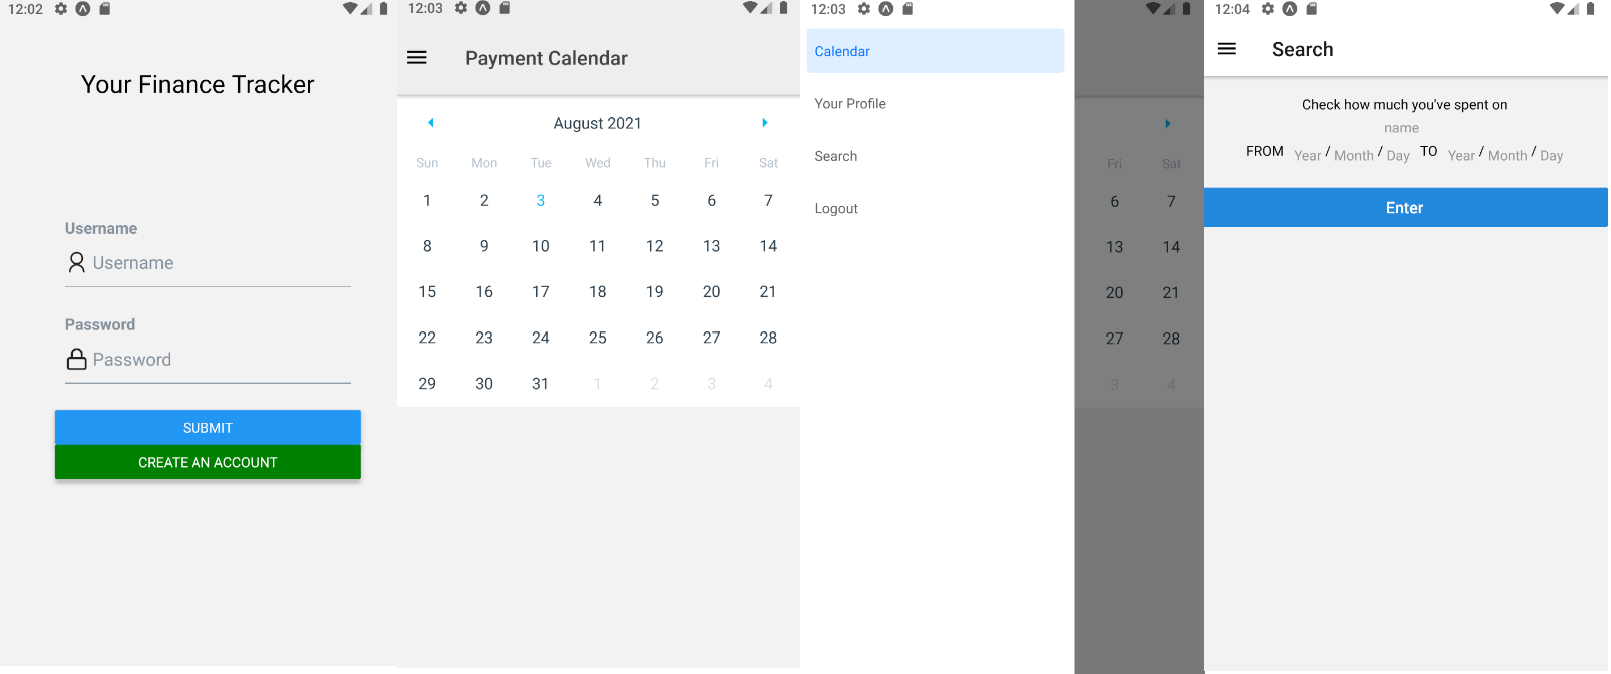 12:02
Your Finance Tracker
Username
Username
Password
Password
SUBMIT
CREATE AN ACCOUNT
12:03
Payment Calendar
August 2021
Sun Mon Tue Wed Thu Fri Sat
1 2 3 4 5 6 7
8 9 10 11 12 13 14
15 16 17 18 19 20 21
22 23 24 25 26 27 28
29 30 31 1 2 3 4
12:03
Calendar
Your Profile
Search
Logout
Fri Sat
6 7
13 14
20 21
27 28
3 4
12:04
Search
Check how much you've spent on
name
FROM Year / Month / Day TO Year / Month / Day
Enter